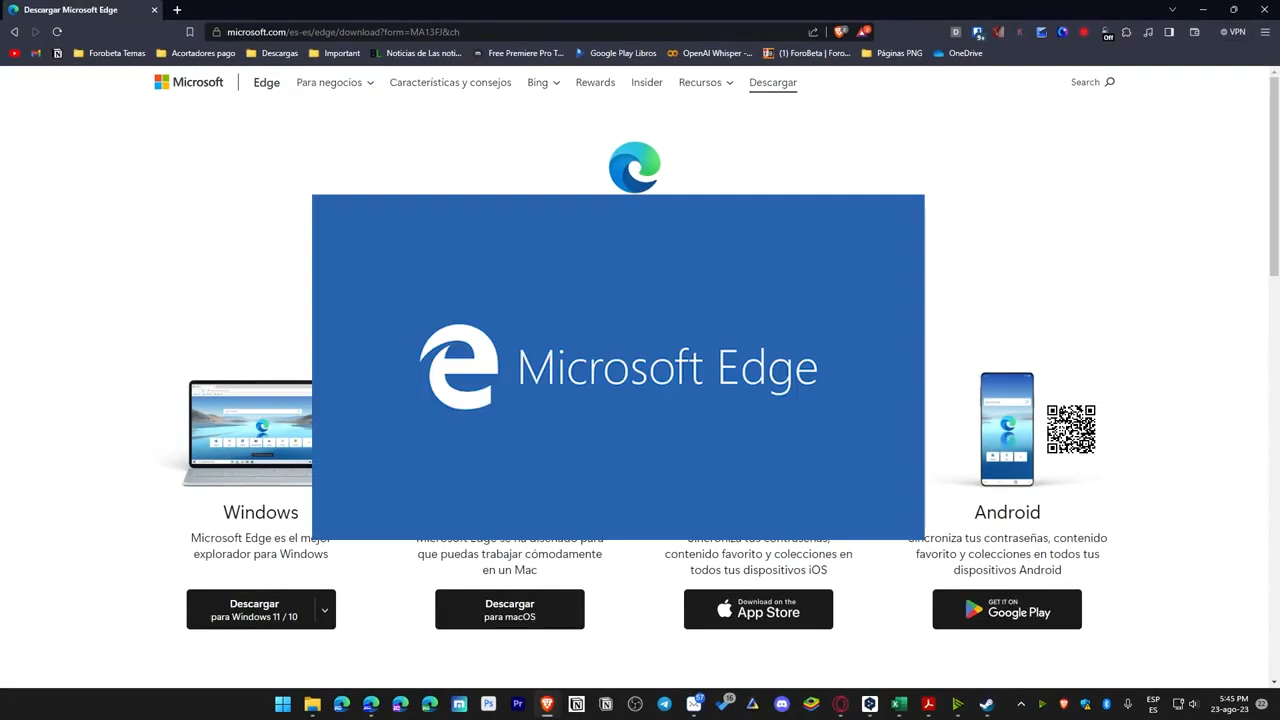 Descargar Microsoft Edge
microsoft.com/es-es/edge/download?form=MA13FJ&ch
VPN
Forobeta Temas
Acortadores pago
Descargas
Important
Noticias de Las noti...
Free Premiere Pro T...
Google Play Libros
OpenAI Whisper -...
ForoBeta | Foro...
Página PNG
OneDrive
Microsoft
Edge
Para negocios
Características y consejos
Bing
Rewards
Insider
Recursos
Descargar
Search
Microsoft Edge
Windows
Microsoft Edge es el mejor
explorador para Windows
Descargar
para Windows 11 / 10
Microsoft Edge se ha diseñado para
que puedas trabajar cómodamente
en un Mac
Descargar
para macOS
Sincroniza tus contraseñas,
contenido favorito y colecciones en
todos tus dispositivos iOS
Download on the
App Store
Android
Sincroniza tus contraseñas, contenido
favorito y colecciones en todos tus
dispositivos Android
GET IT ON
Google Play
57
16
ESP
ES
5:45 PM
23-ago-23